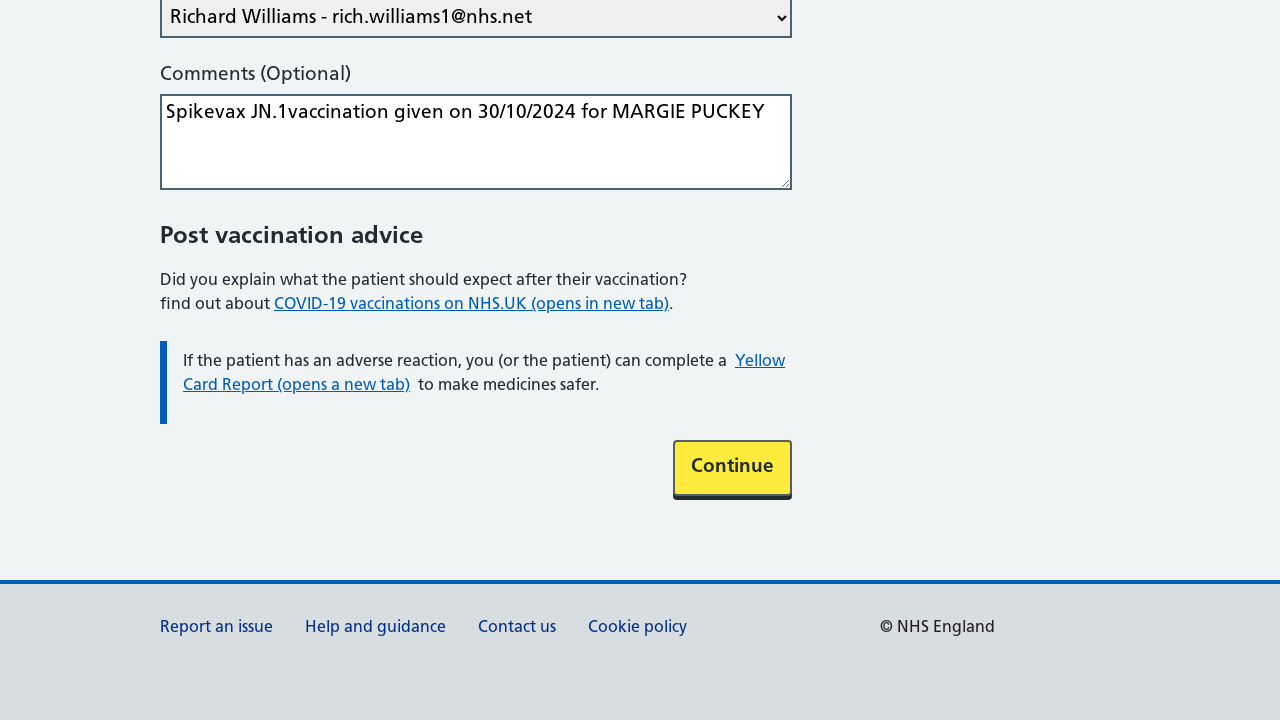 Richard Williams - rich.williams1@nhs.net
Comments (Optional)
Spikevax JN.1vaccination given on 30/10/2024 for MARGIE PUCKEY
Post vaccination advice
Did you explain what the patient should expect after their vaccination?
find out about COVID-19 vaccinations on NHS.UK (opens in new tab).
If the patient has an adverse reaction, you (or the patient) can complete a Yellow
Card Report (opens a new tab) to make medicines safer.
Continue
Report an issue Help and guidance Contact us Cookie policy © NHS England